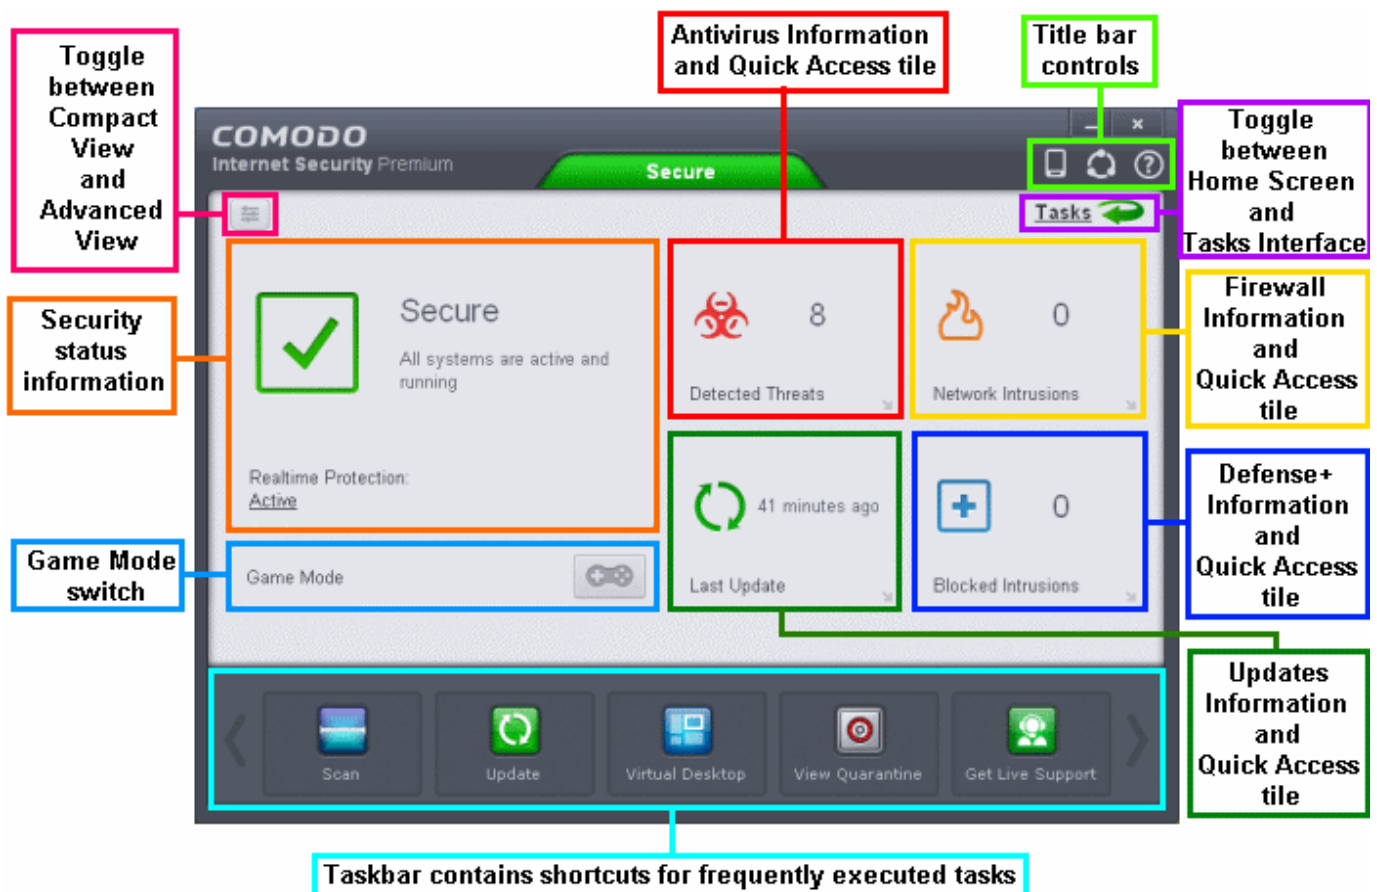 Toggle
between
Compact
View
and
Advanced
View
Antivirus Information
and Quick Access tile
Title bar
controls
Toggle
between
Home Screen
and
Tasks Interface
COMODO
Internet Security Premium
Secure
Tasks
Security
status
information
Secure
All systems are active and
running
Realtime Protection:
Active
8
Detected Threats
0
Network Intrusions
Firewall
Information
and
Quick Access
tile
Game Mode
switch
Game Mode
41 minutes ago
Last Update
0
Blocked Intrusions
Defense+
Information
and
Quick Access
tile
Updates
Information
and
Quick Access
tile
Scan
Update
Virtual Desktop
View Quarantine
Get Live Support
Taskbar contains shortcuts for frequently executed tasks